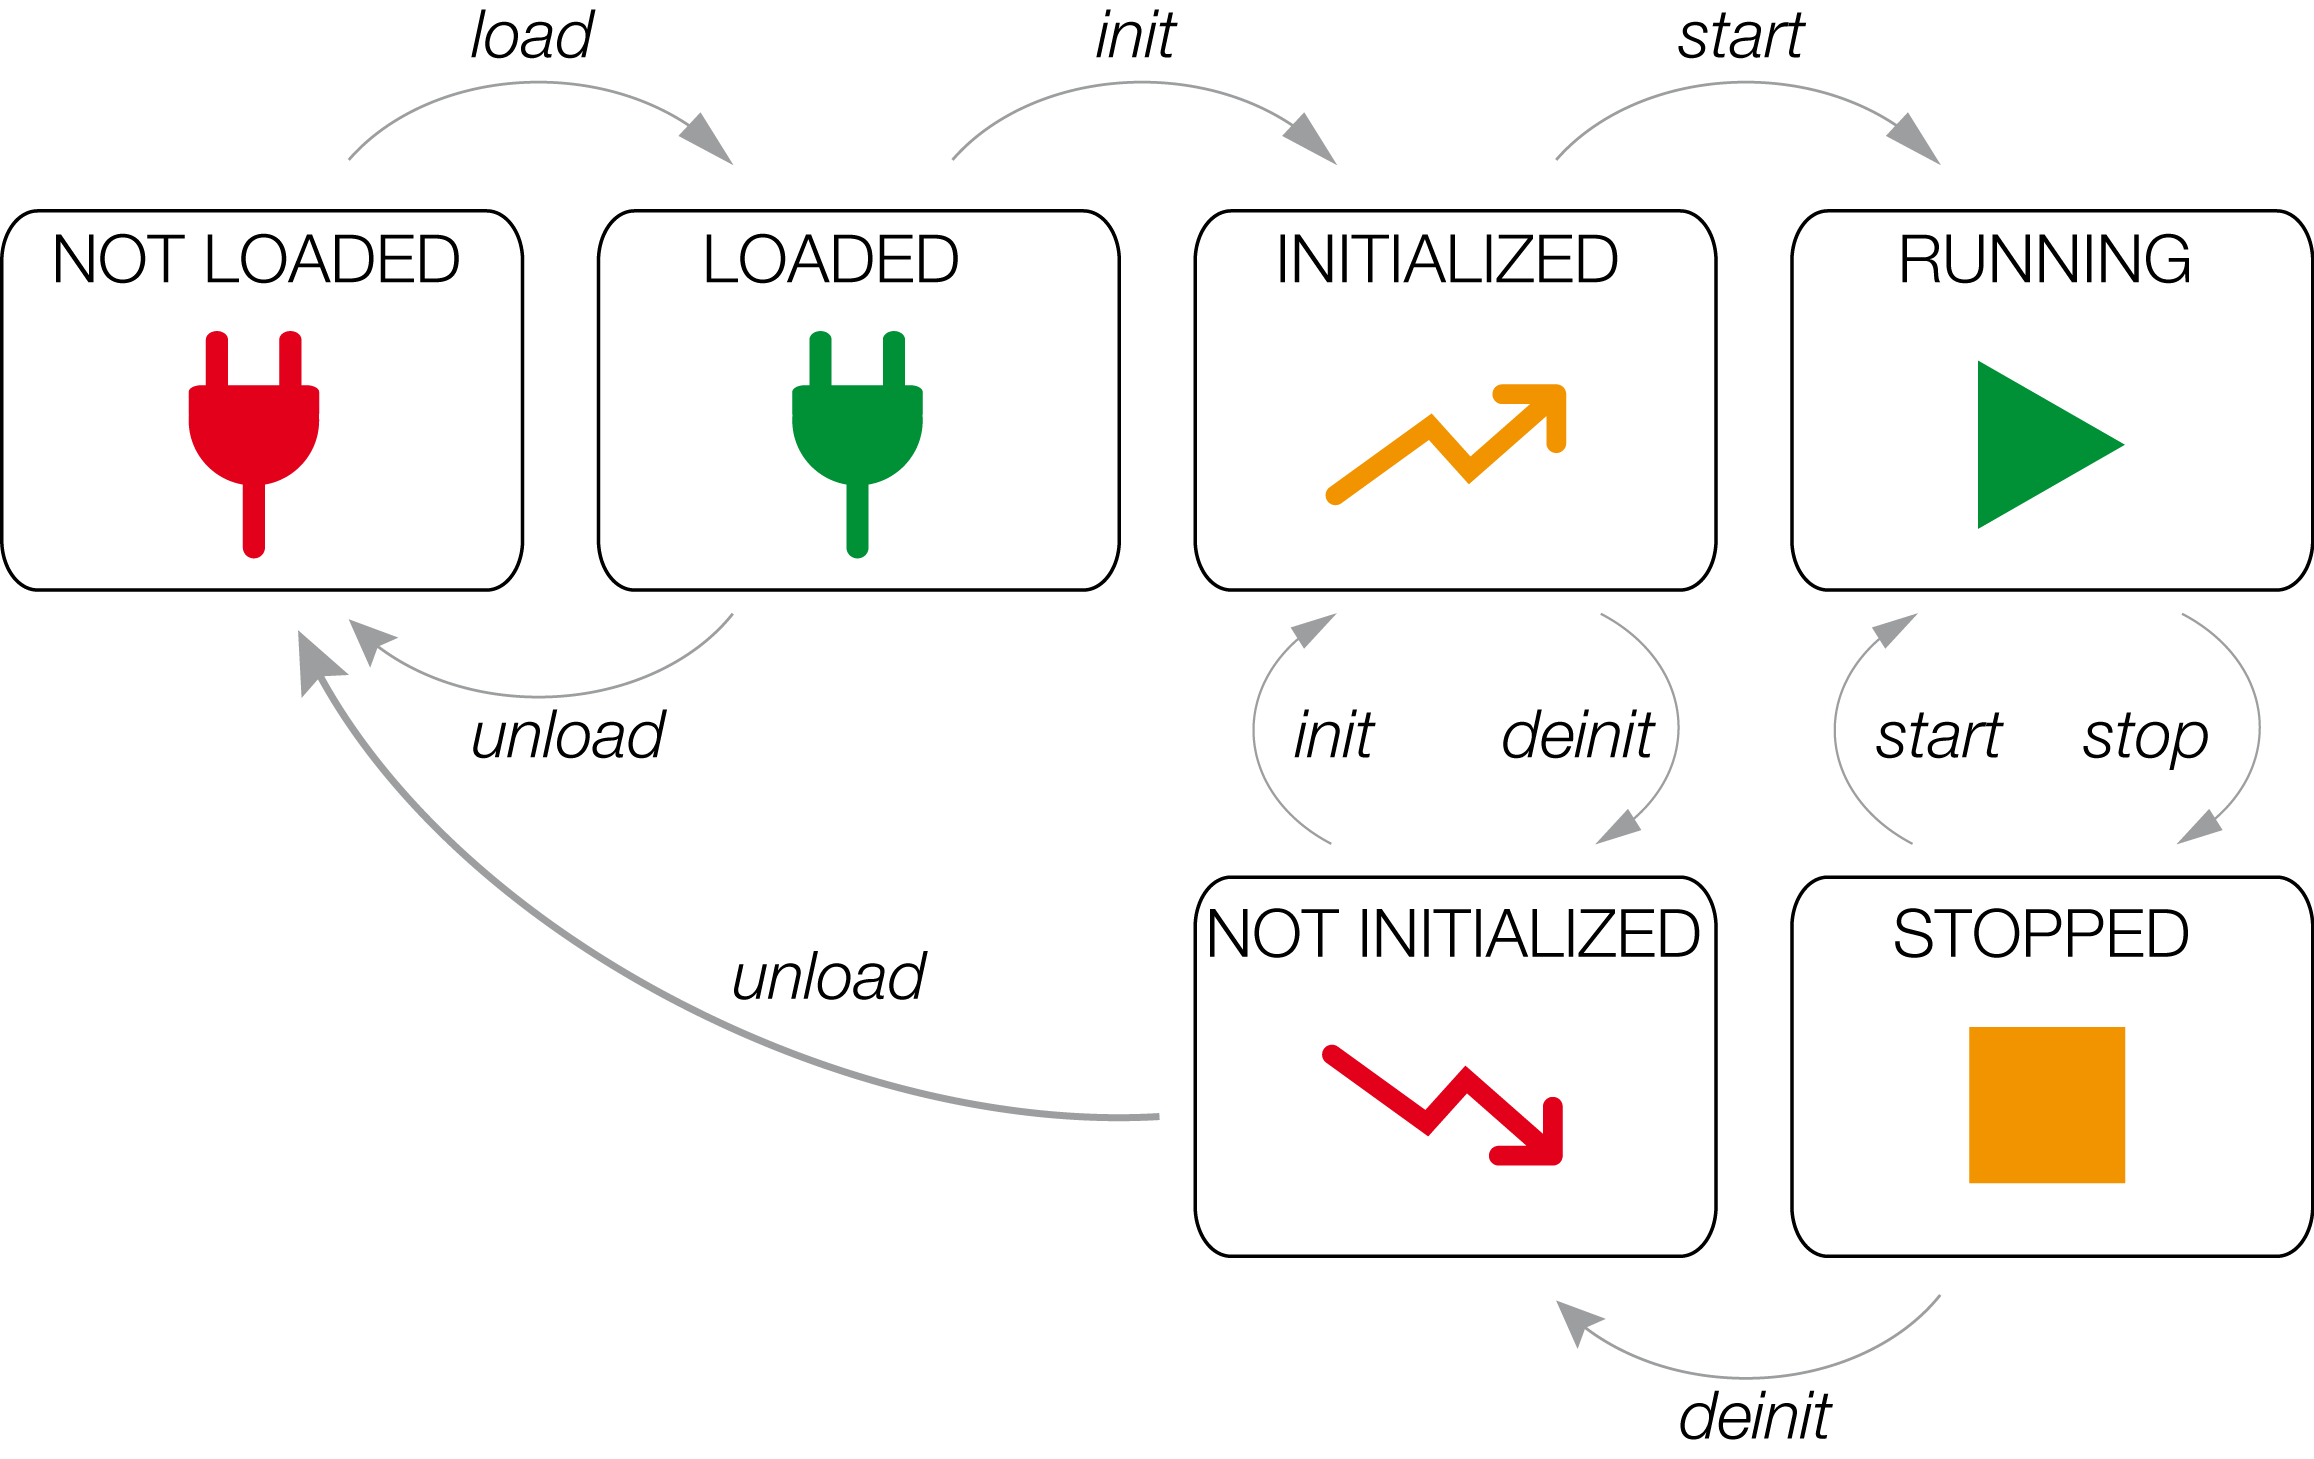 load
init
start
NOT LOADED
LOADED
INITIALIZED
RUNNING
unload
init
deinit
start
stop
unload
NOT INITIALIZED
STOPPED
deinit